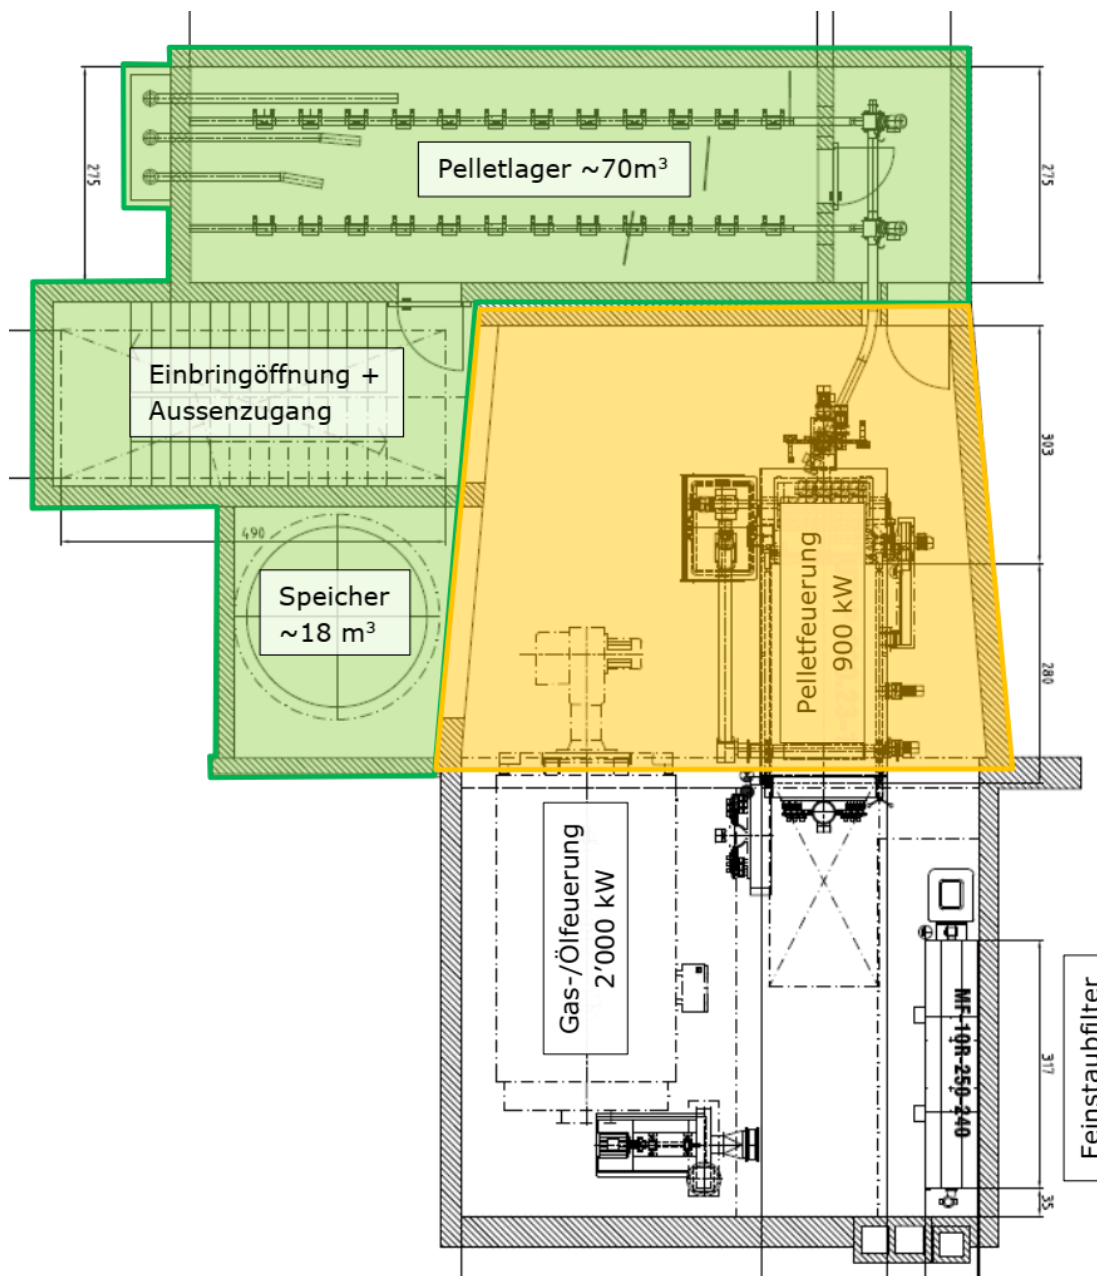 275
Pelletlager ~70m³
275
Einbringöffnung +
Aussenzugang
303
490
Speicher
~18 m³
Pelletfeuerung
900 kW
280
Gas-/Ölfeuerung
2’000 kW
MF-10R-250-240
317
Feinstaubfilter
35